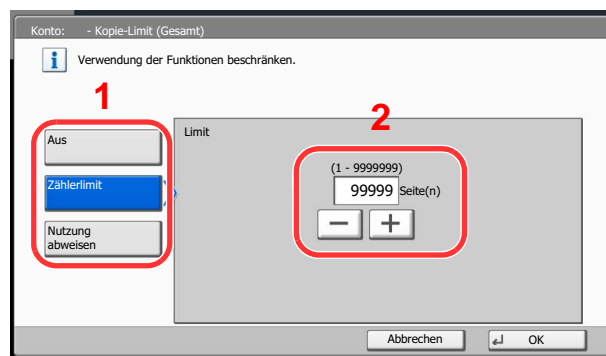 Konto: - Kopie-Limit (Gesamt)
i Verwendung der Funktionen beschränken.
1
2
Aus
Limit
(1 - 9999999)
Zählerlimit
99999 Seite(n)
− +
Nutzung
abweisen
Abbrechen
OK